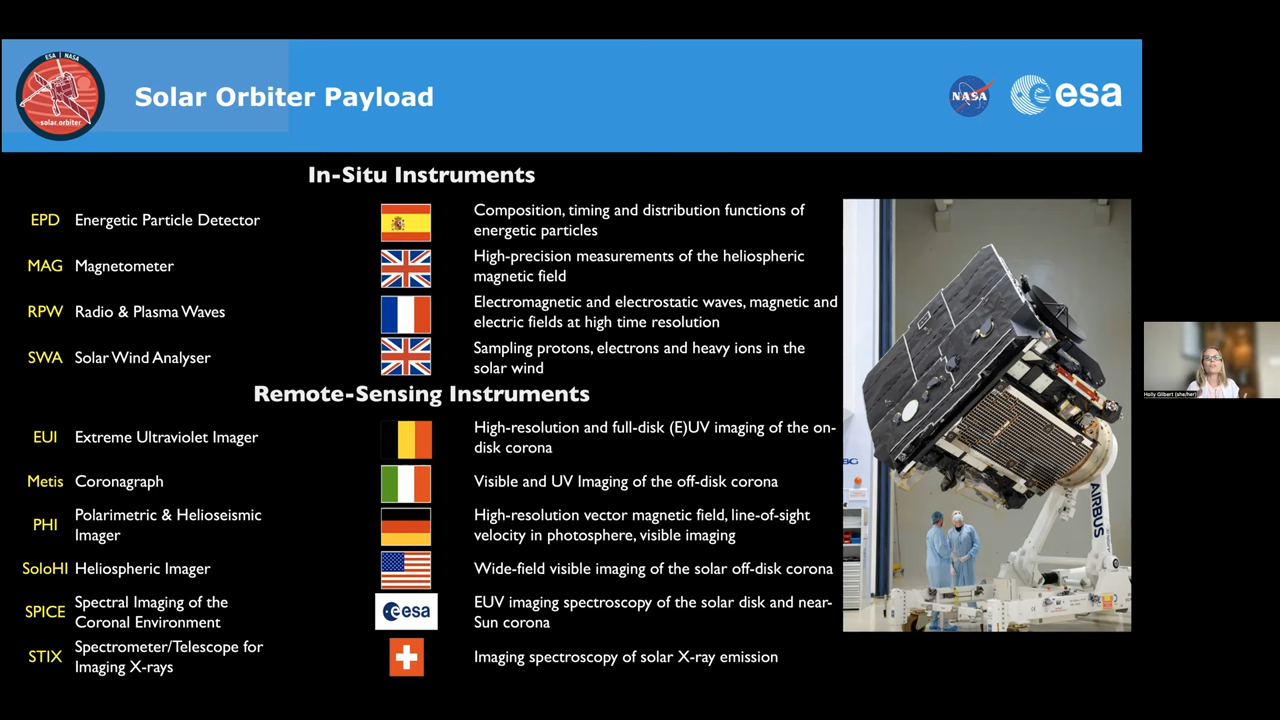 ESA | NASA
solar orbiter
Solar Orbiter Payload
NASA
esa
In-Situ Instruments
EPD Energetic Particle Detector
Composition, timing and distribution functions of
energetic particles
MAG Magnetometer
High-precision measurements of the heliospheric
magnetic field
RPW Radio & Plasma Waves
Electromagnetic and electrostatic waves, magnetic and
electric fields at high time resolution
SWA Solar Wind Analyser
Sampling protons, electrons and heavy ions in the
solar wind
Remote-Sensing Instruments
EUI Extreme Ultraviolet Imager
High-resolution and full-disk (E)UV imaging of the on-
disk corona
Metis Coronagraph
Visible and UV Imaging of the off-disk corona
PHI Polarimetric & Helioseismic
Imager
High-resolution vector magnetic field, line-of-sight
velocity in photosphere, visible imaging
SoloHI Heliospheric Imager
Wide-field visible imaging of the solar off-disk corona
SPICE Spectral Imaging of the
Coronal Environment
esa
EUV imaging spectroscopy of the solar disk and near-
Sun corona
STIX Spectrometer/Telescope for
Imaging X-rays
Imaging spectroscopy of solar X-ray emission
BG
AIRBUS
Holly Gilbert (she/her)